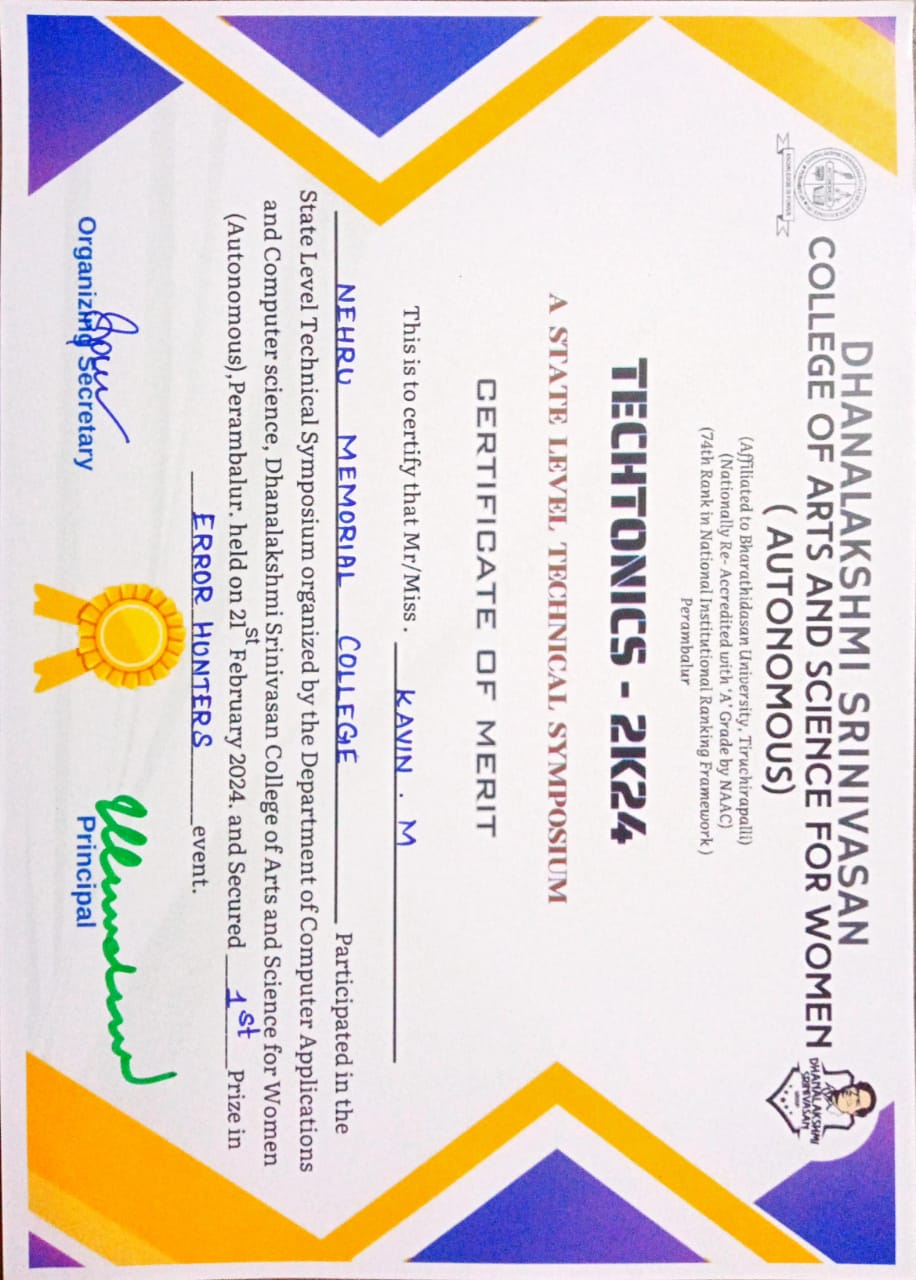 DHANALAKSHMI SRINIVASAN
COLLEGE OF ARTS AND SCIENCE FOR WOMEN
( AUTONOMOUS)
(Affiliated to Bharathidasan University, Tiruchirapalli)
(Nationally Re- Accredited with ‘A’ Grade by NAAC)
(74th Rank in National Institutional Ranking Framework )
Perambalur
KNOWLEDGE IS POWER
DHANALAKSHMI
SRINIVASAN
GROUP
TECHTONICS - 2K24
A STATE LEVEL TECHNICAL SYMPOSIUM
CERTIFICATE OF MERIT
This is to certify that Mr/Miss . KAVIN . M
NEHRU MEMORIAL COLLEGE Participated in the
State Level Technical Symposium organized by the Department of Computer Applications
and Computer science, Dhanalakshmi Srinivasan College of Arts and Science for Women
(Autonomous),Perambalur. held on 21st February 2024. and Secured 1st Prize in
ERROR HUNTERS event.
Organizing Secretary
Principal